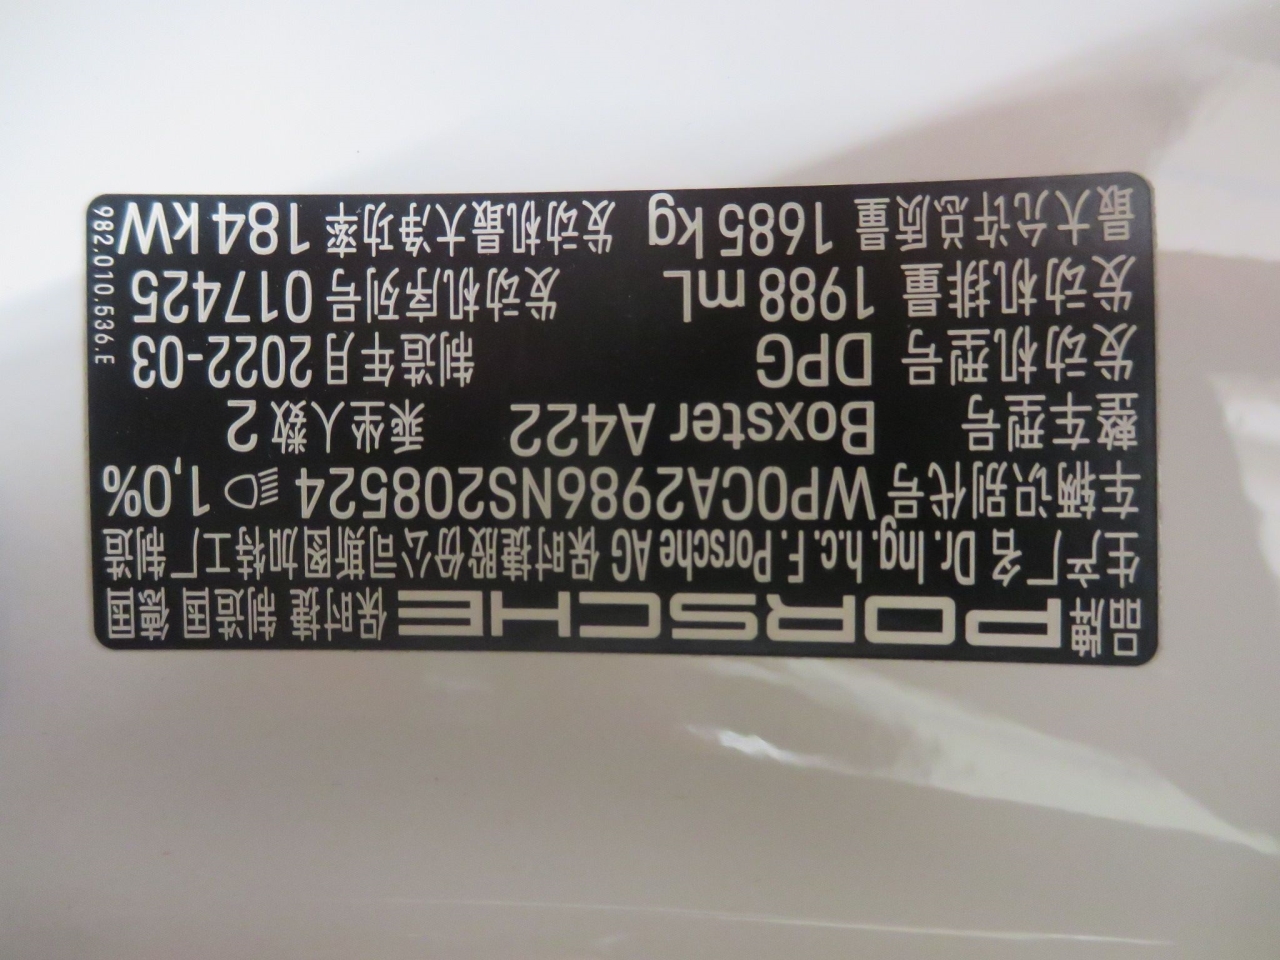 品牌 PORSCHE 保时捷 制造国 德国
生产厂名 Dr. Ing. h.c. F. Porsche AG 保时捷股份公司斯图加特工厂制造
车辆识别代号 WP0CA2986NS208524 1,0%
整车型号 Boxster A422 乘坐人数 2
发动机型号 DPG 制造年月 2022-03
发动机排量 1988 mL 发动机序列号 017425
最大允许总质量 1685 kg 发动机最大净功率 184 kW
982.010.536.E